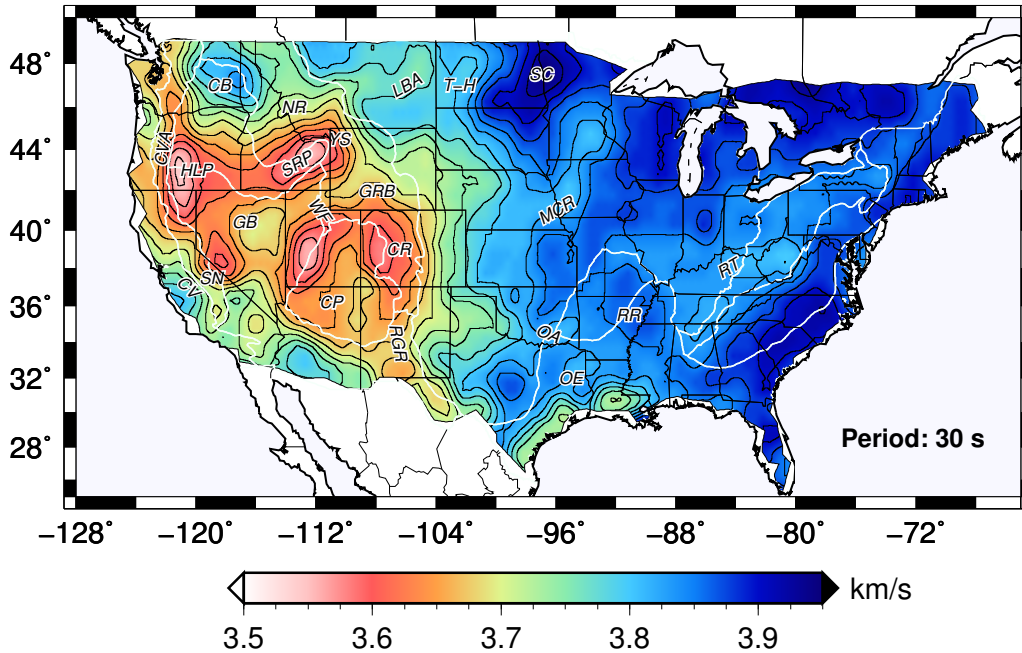 48°
44°
40°
36°
32°
28°
CB
LBA
T-H
SC
NR
CVA
YS
HLP
SRP
GRB
GB
WF
MCR
CR
SN
CV
CP
RT
RGR
OA
RR
OE
Period: 30 s
−128° −120° −112° −104° −96° −88° −80° −72°
km/s
3.5 3.6 3.7 3.8 3.9